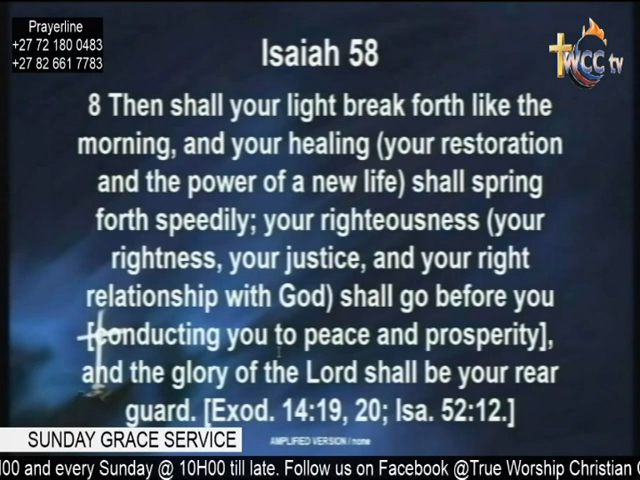 Prayerline
+27 72 180 0483
+27 82 661 7783
WCC tv
Isaiah 58
8 Then shall your light break forth like the
morning, and your healing (your restoration
and the power of a new life) shall spring
forth speedily; your righteousness (your
rightness, your justice, and your right
relationship with God) shall go before you
[conducting you to peace and prosperity],
and the glory of the Lord shall be your rear
guard. [Exod. 14:19, 20; Isa. 52:12.]
AMPLIFIED VERSION / none
SUNDAY GRACE SERVICE
H00 and every Sunday @ 10H00 till late. Follow us on Facebook @True Worship Christian